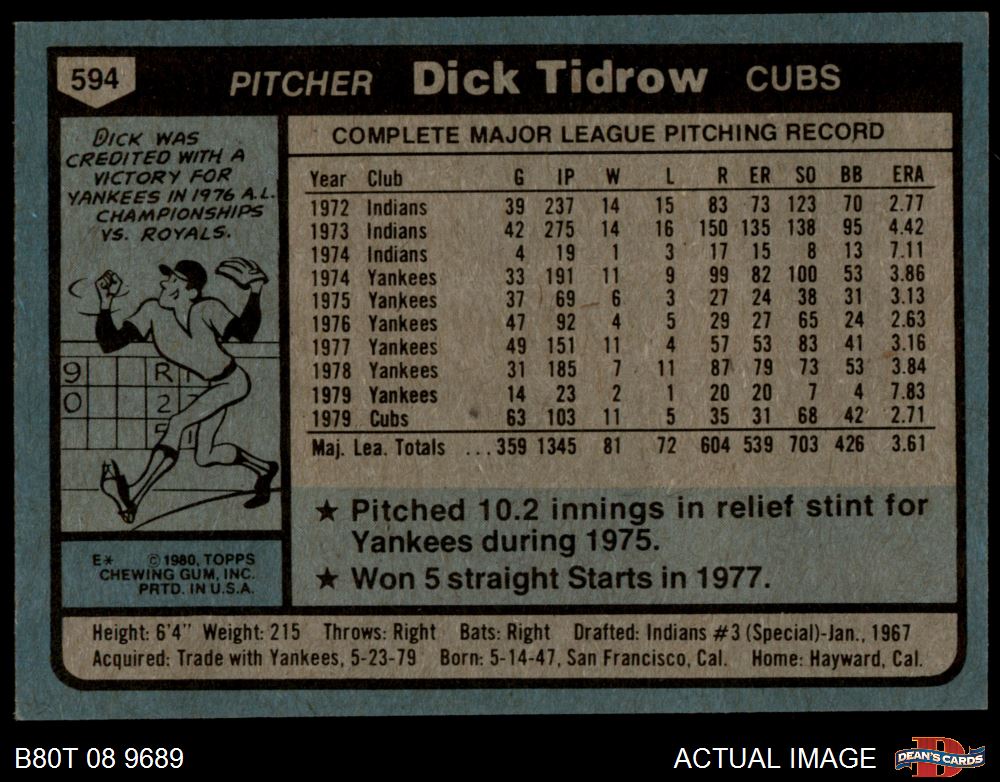 594 PITCHER Dick Tidrow CUBS
DICK WAS
CREDITED WITH A
VICTORY FOR
YANKEES IN 1976 A.L.
CHAMPIONSHIPS
VS. ROYALS.
9 R
0 2
COMPLETE MAJOR LEAGUE PITCHING RECORD
Year Club G IP W L R ER SO BB ERA
1972 Indians 39 237 14 15 83 73 123 70 2.77
1973 Indians 42 275 14 16 150 135 138 95 4.42
1974 Indians 4 19 1 3 17 15 8 13 7.11
1974 Yankees 33 191 11 9 99 82 100 53 3.86
1975 Yankees 37 69 6 3 27 24 38 31 3.13
1976 Yankees 47 92 4 5 29 27 65 24 2.63
1977 Yankees 49 151 11 4 57 53 83 41 3.16
1978 Yankees 31 185 7 11 87 79 73 53 3.84
1979 Yankees 14 23 2 1 20 20 7 4 7.83
1979 Cubs 63 103 11 5 35 31 68 42 2.71
Maj. Lea. Totals ...359 1345 81 72 604 539 703 426 3.61
★ Pitched 10.2 innings in relief stint for
Yankees during 1975.
★ Won 5 straight Starts in 1977.
E* © 1980, TOPPS
CHEWING GUM, INC.
PRTD. IN U.S.A.
Height: 6'4" Weight: 215 Throws: Right Bats: Right Drafted: Indians #3 (Special)-Jan., 1967
Acquired: Trade with Yankees, 5-23-79 Born: 5-14-47, San Francisco, Cal. Home: Hayward, Cal.
B80T 08 9689 ACTUAL IMAGE D DEAN'S CARDS